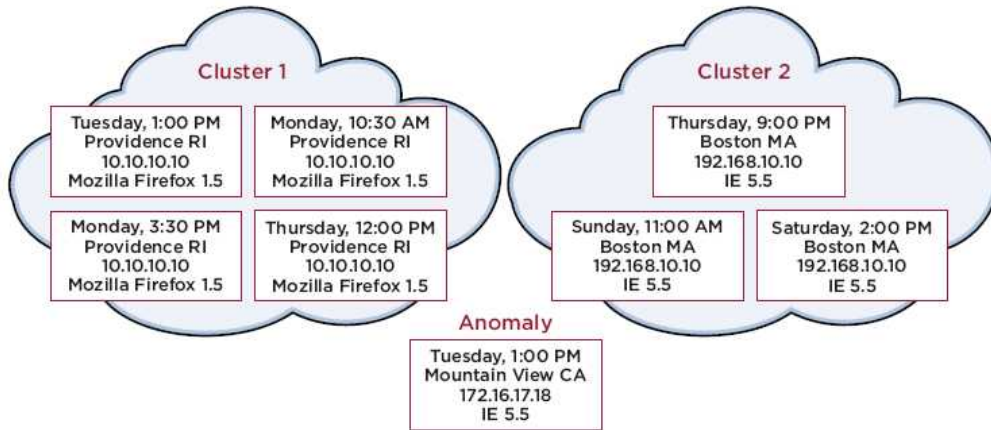 Cluster 1
Tuesday, 1:00 PM
Providence RI
10.10.10.10
Mozilla Firefox 1.5
Monday, 10:30 AM
Providence RI
10.10.10.10
Mozilla Firefox 1.5
Monday, 3:30 PM
Providence RI
10.10.10.10
Mozilla Firefox 1.5
Thursday, 12:00 PM
Providence RI
10.10.10.10
Mozilla Firefox 1.5
Cluster 2
Thursday, 9:00 PM
Boston MA
192.168.10.10
IE 5.5
Sunday, 11:00 AM
Boston MA
192.168.10.10
IE 5.5
Saturday, 2:00 PM
Boston MA
192.168.10.10
IE 5.5
Anomaly
Tuesday, 1:00 PM
Mountain View CA
172.16.17.18
IE 5.5